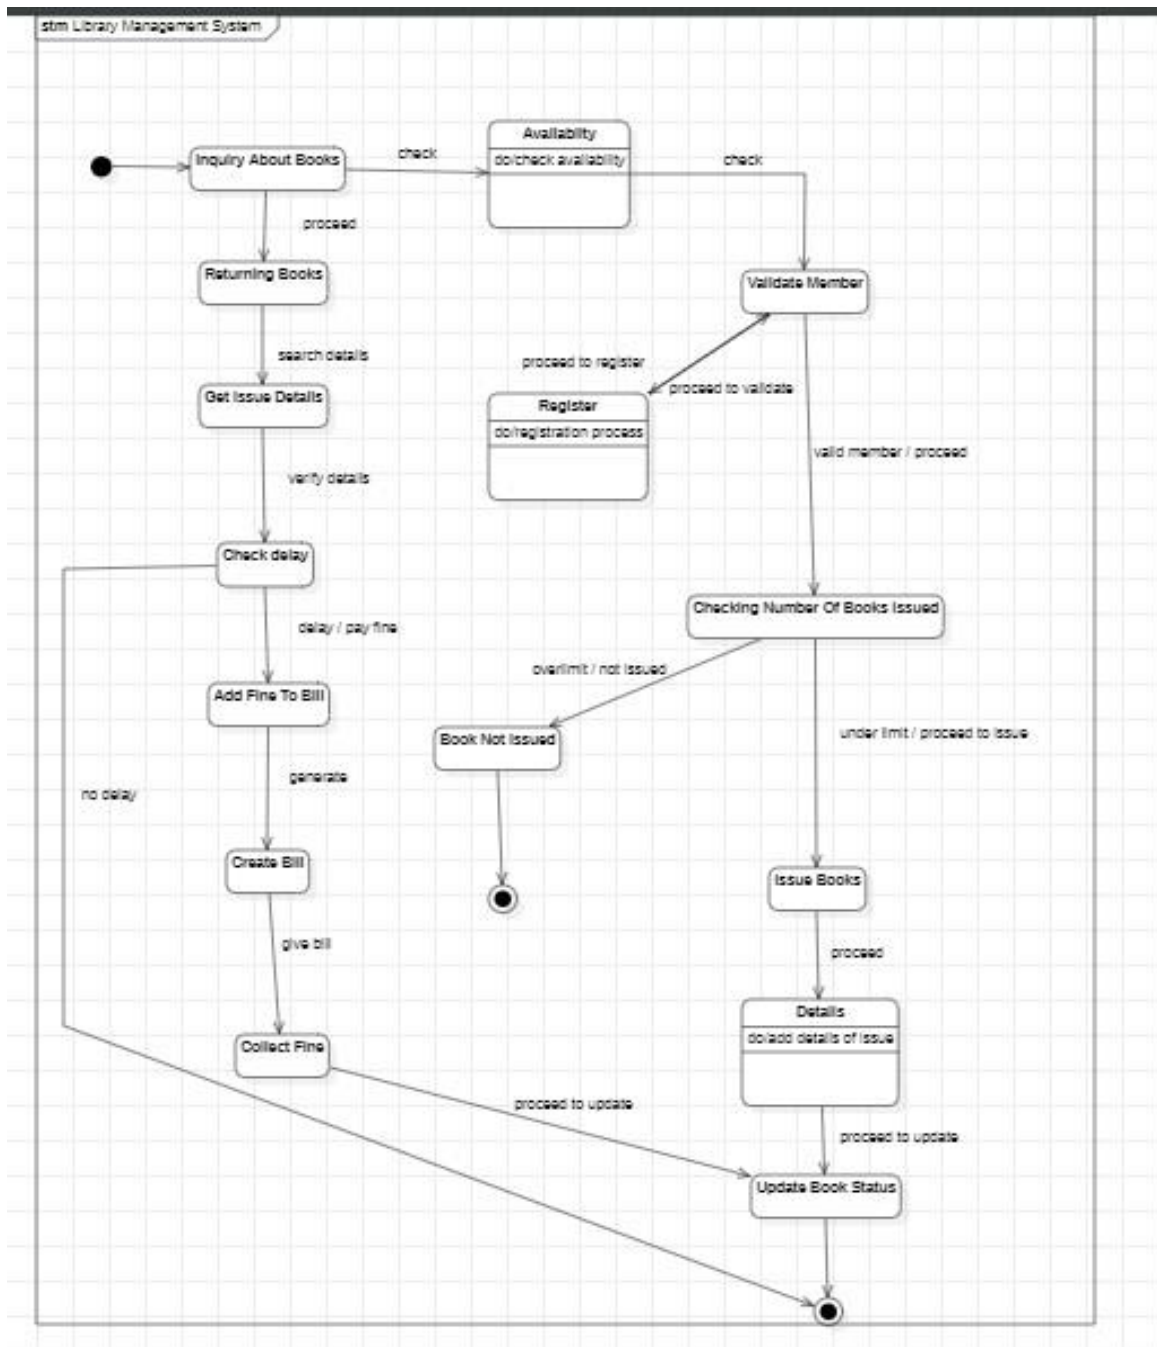 stm Library Management System
Availability
do/check availability
check
check
Inquiry About Books
proceed
Returning Books
Validate Member
search details
proceed to register
proceed to validate
Get Issue Details
Register
do/registration process
valid member / proceed
verify details
Check delay
Checking Number Of Books Issued
delay / pay fine
overlimit / not issued
Add Fine To Bill
Book Not Issued
under limit / proceed to issue
generate
no delay
Create Bill
Issue Books
give bill
proceed
Details
do/add details of issue
Collect Fine
proceed to update
proceed to update
Update Book Status